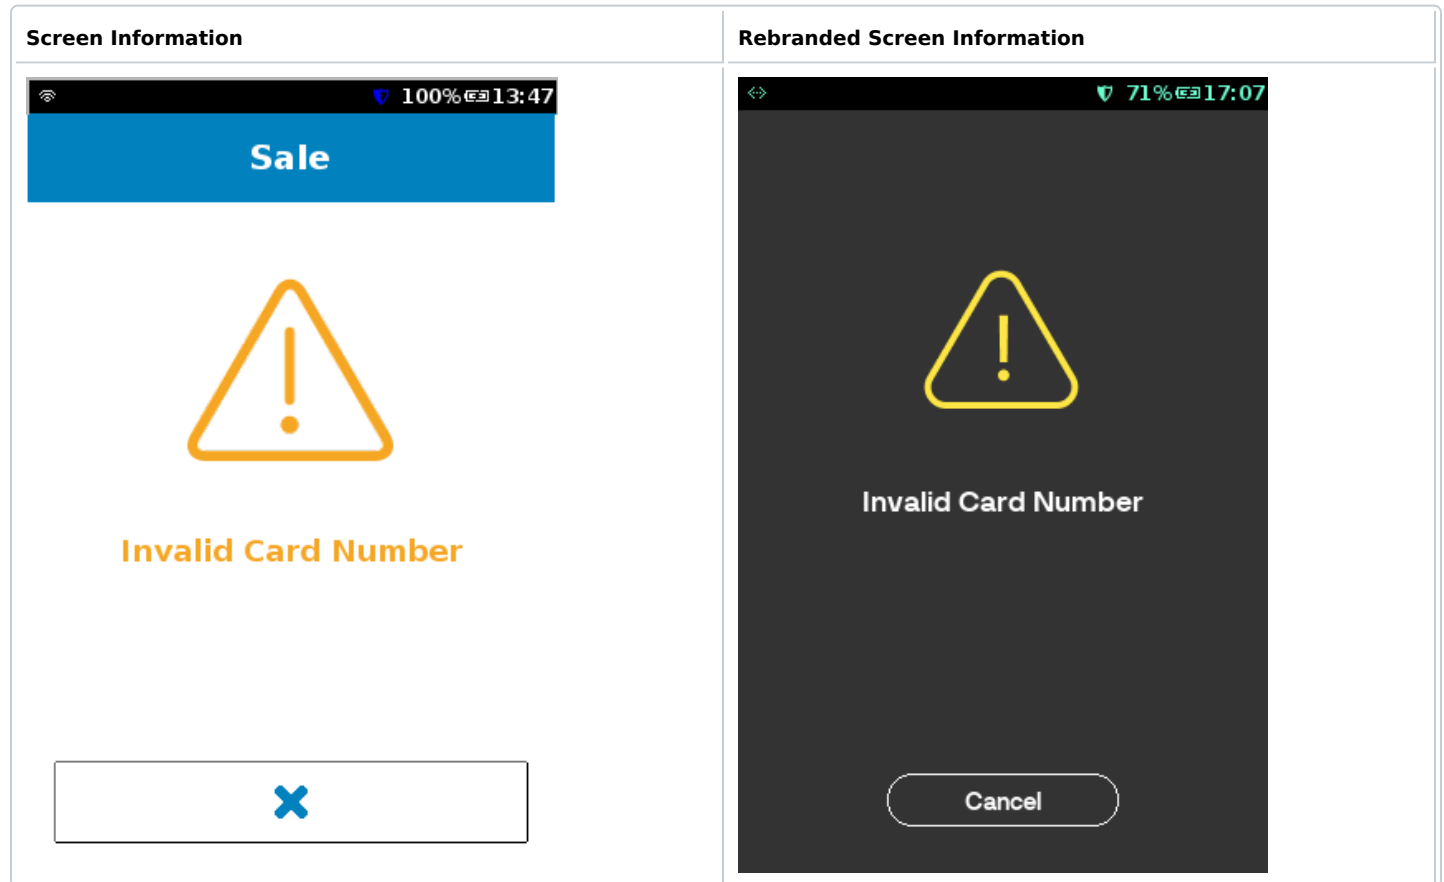 Screen Information
Rebranded Screen Information
100% 13:47
Sale
Invalid Card Number
71% 17:07
Invalid Card Number
Cancel